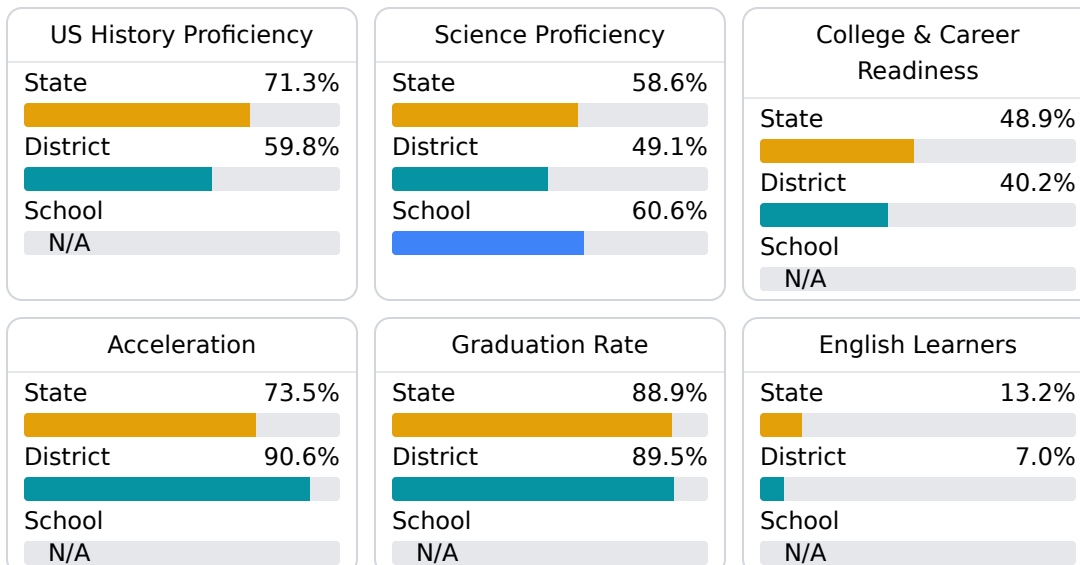 US History Proficiency
State 71.3%
District 59.8%
School
N/A
Science Proficiency
State 58.6%
District 49.1%
School 60.6%
College & Career
Readiness
State 48.9%
District 40.2%
School
N/A
Acceleration
State 73.5%
District 90.6%
School
N/A
Graduation Rate
State 88.9%
District 89.5%
School
N/A
English Learners
State 13.2%
District 7.0%
School
N/A